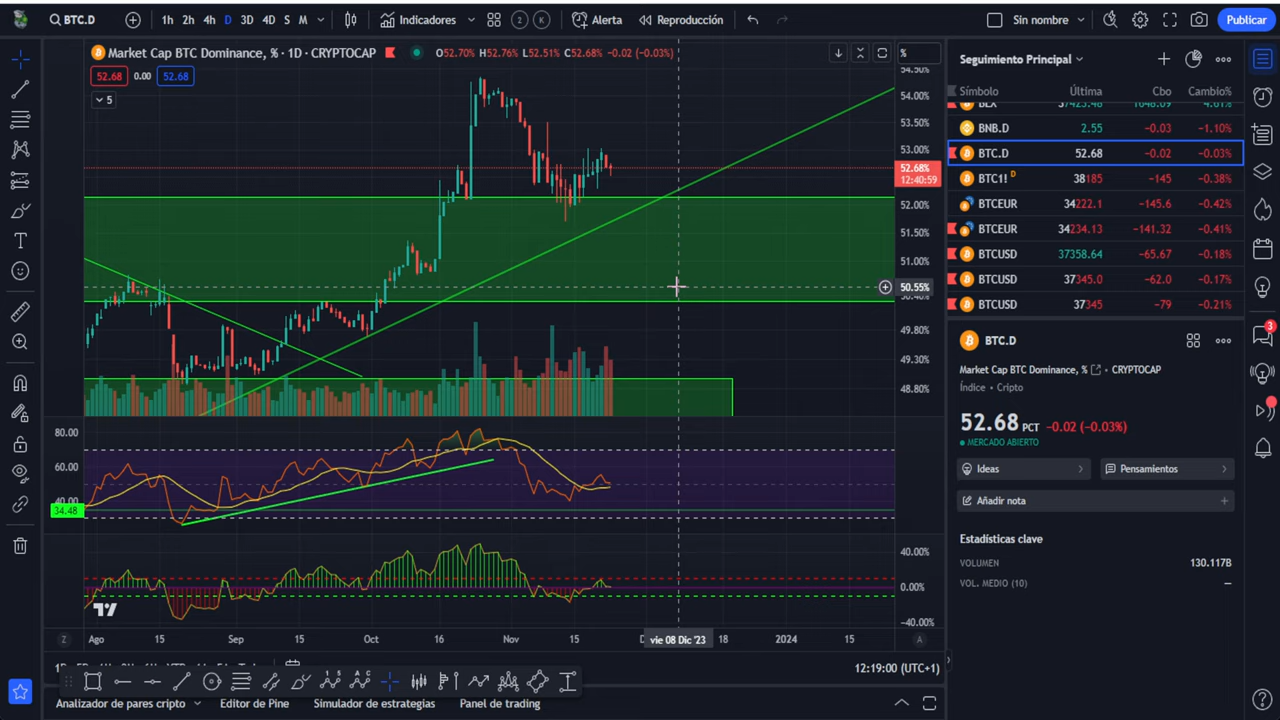 BTC.D
1h 2h 4h D 3D 4D S M
Indicadores
Z K
Alerta
Reproducción
Sin nombre
Publicar
Market Cap BTC Dominance, % · 1D · CRYPTOCAP
O52.70% H52.76% L52.51% C52.68% -0.02 (-0.03%)
%
52.68 0.00 52.68
5
54.50%
54.00%
53.50%
53.00%
52.68%
12:40:59
52.00%
51.50%
51.00%
50.55%
49.80%
49.30%
48.80%
80.00
60.00
40.00
34.48
40.00%
0.00%
-40.00%
Z Ago 15 Sep 15 Oct 16 Nov 15 vie 08 Dic '23 18 2024 15 A
12:19:00 (UTC+1)
Analizador de pares cripto
Editor de Pine
Simulador de estrategias
Panel de trading
Seguimiento Principal
Símbolo Última Cambio Cambio%
BNB.D 2.55 -0.03 -1.10%
BTC.D 52.68 -0.02 -0.03%
BTC1! D 38185 -145 -0.38%
BTCEUR 34222.1 -145.6 -0.42%
BTCEUR 34234.13 -141.32 -0.41%
BTCUSD 37358.64 -65.67 -0.18%
BTCUSD 37345.0 -62.0 -0.17%
BTCUSD 37345 -79 -0.21%
BTC.D
Market Cap BTC Dominance, % · CRYPTOCAP
Índice · Cripto
52.68 PCT -0.02 (-0.03%)
MERCADO ABIERTO
Ideas
Pensamientos
Añadir nota
Estadísticas clave
VOLUMEN 130.117B
VOL. MEDIO (10) —
3